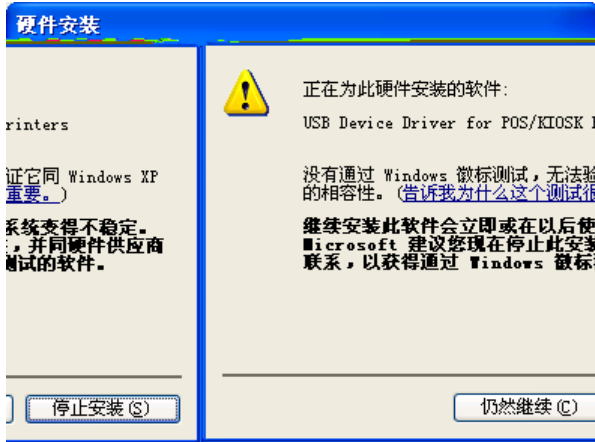 硬件安装
rinters
证它同 Windows XP
重要。)
系统变得不稳定。
，并同硬件供应商
测试的软件。
停止安装(S)
正在为此硬件安装的软件:
USB Device Driver for POS/KIOSK
没有通过 Windows 徽标测试，无法验
的相容性。(告诉我为什么这个测试很
继续安装此软件会立即或在以后使
Microsoft 建议您现在停止此安装
联系，以获得通过 Windows 徽标
仍然继续(C)